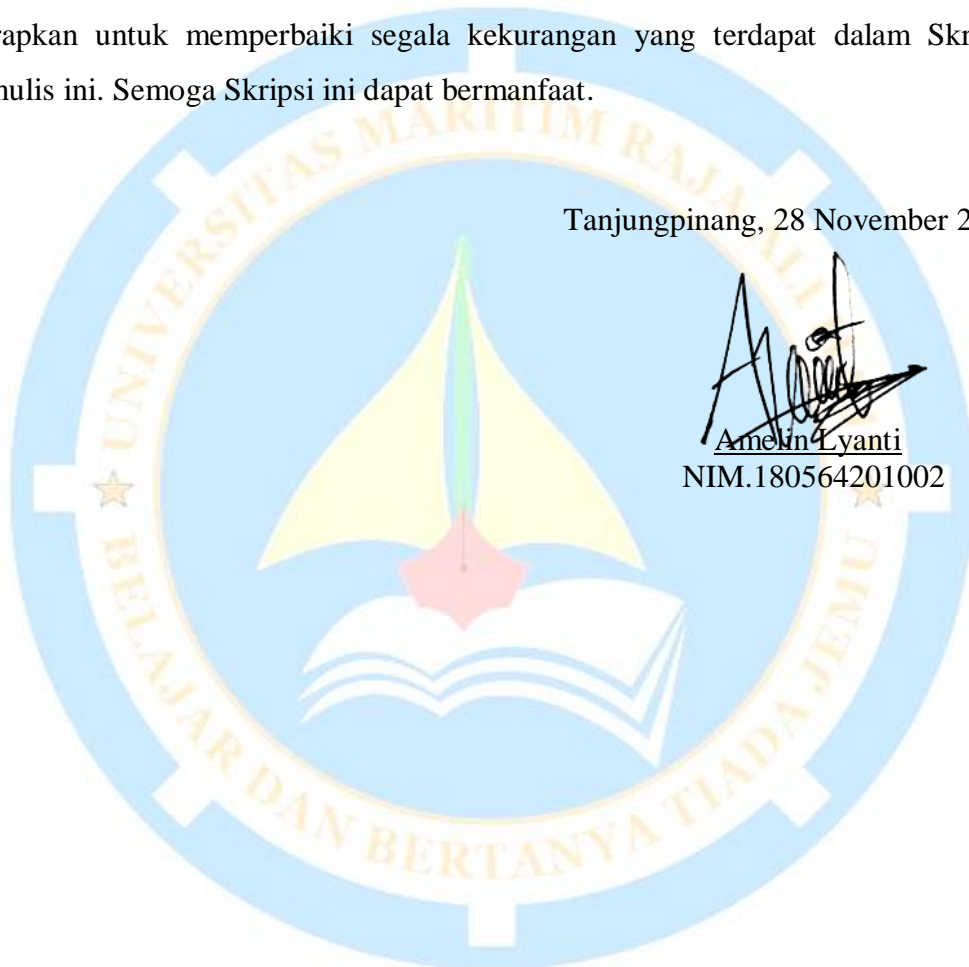 rapkan untuk memperbaiki segala kekurangan yang terdapat dalam Skr
nulis ini. Semoga Skripsi ini dapat bermanfaat.
UNIVERSITAS MARITIM RAJA ALI
Tanjungpinang, 28 November 2
Amelin Lyanti
NIM.180564201002
BELAJAR DAN BERTANYA TIADA JEMU